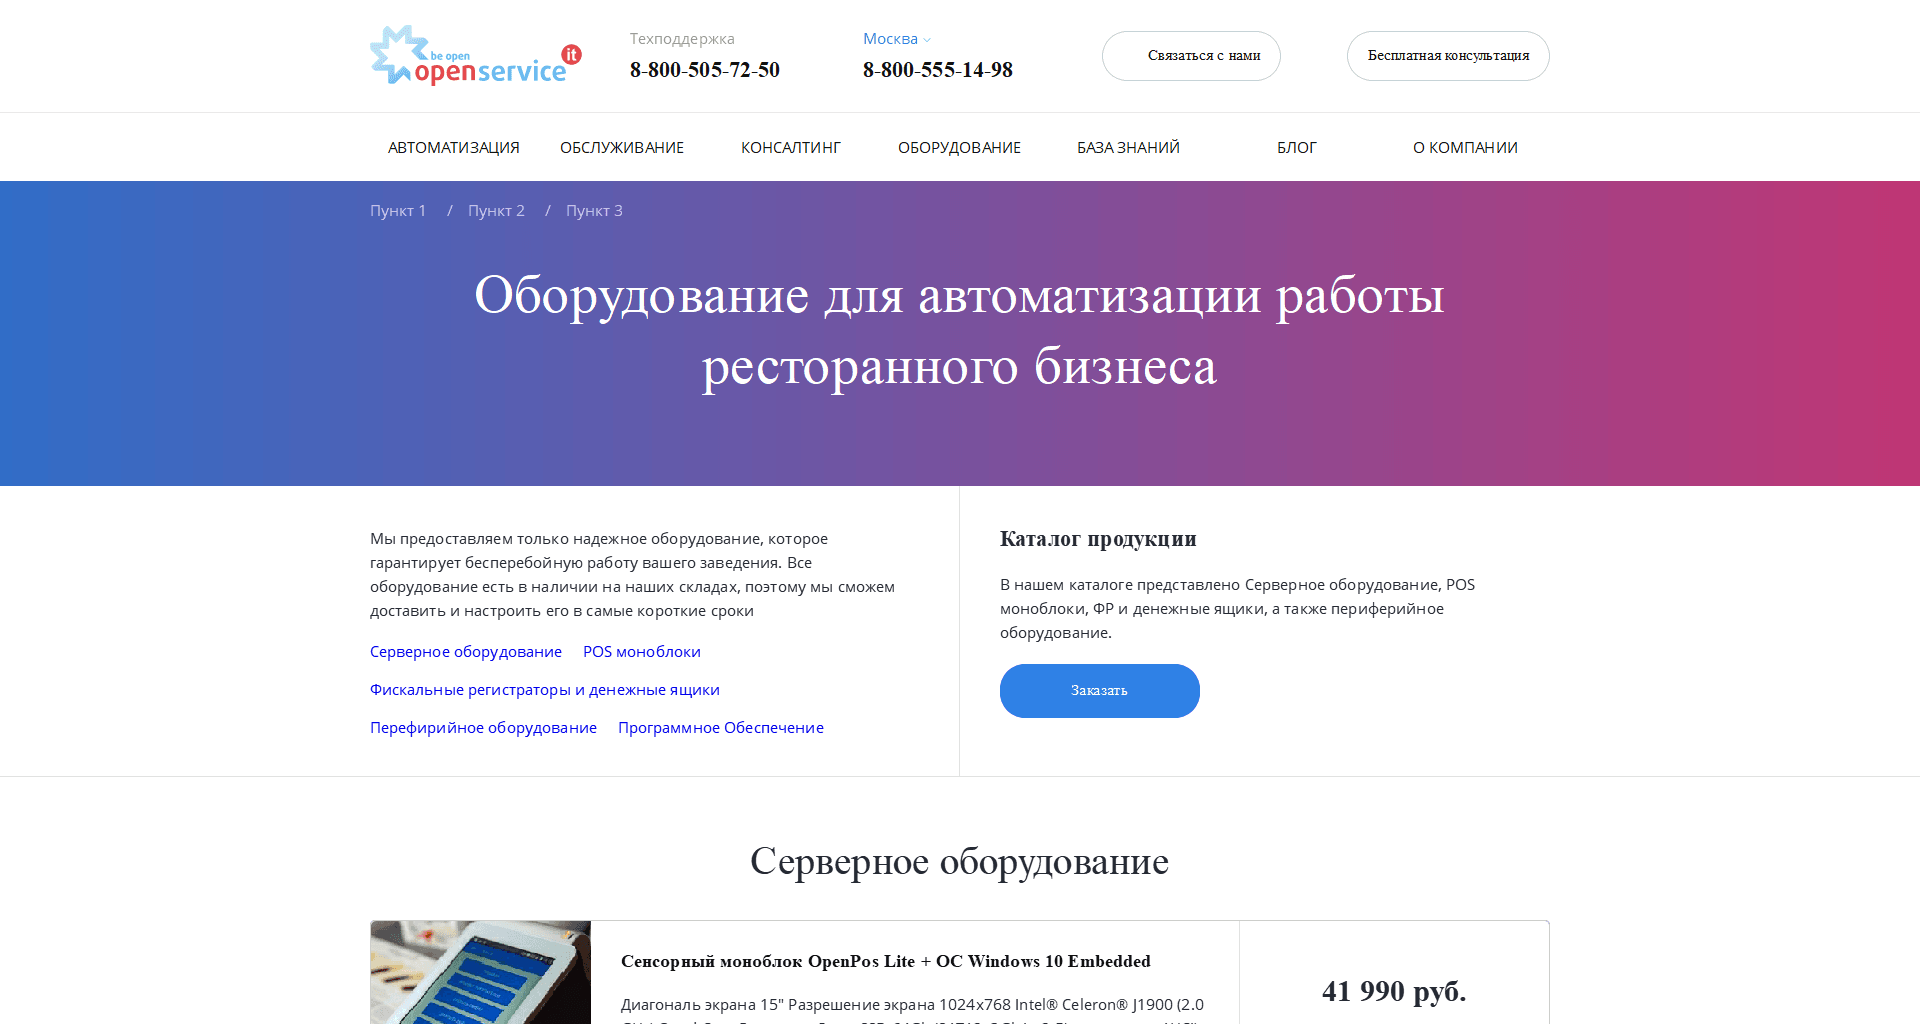 be open
openservice
it
Техподдержка
8-800-505-72-50
Москва
8-800-555-14-98
Связаться с нами
Бесплатная консультация
АВТОМАТИЗАЦИЯ ОБСЛУЖИВАНИЕ КОНСАЛТИНГ ОБОРУДОВАНИЕ БАЗА ЗНАНИЙ БЛОГ О КОМПАНИИ
Пункт 1 / Пункт 2 / Пункт 3
Оборудование для автоматизации работы
ресторанного бизнеса
Мы предоставляем только надежное оборудование, которое
гарантирует бесперебойную работу вашего заведения. Все
оборудование есть в наличии на наших складах, поэтому мы сможем
доставить и настроить его в самые короткие сроки
Серверное оборудование POS моноблоки
Фискальные регистраторы и денежные ящики
Перефирийное оборудование Программное Обеспечение
Каталог продукции
В нашем каталоге представлено Серверное оборудование, POS
моноблоки, ФР и денежные ящики, а также периферийное
оборудование.
Заказать
Серверное оборудование
Сенсорный моноблок OpenPos Lite + ОС Windows 10 Embedded
Диагональ экрана 15" Разрешение экрана 1024x768 Intel® Celeron® J1900 (2.0
41 990 руб.